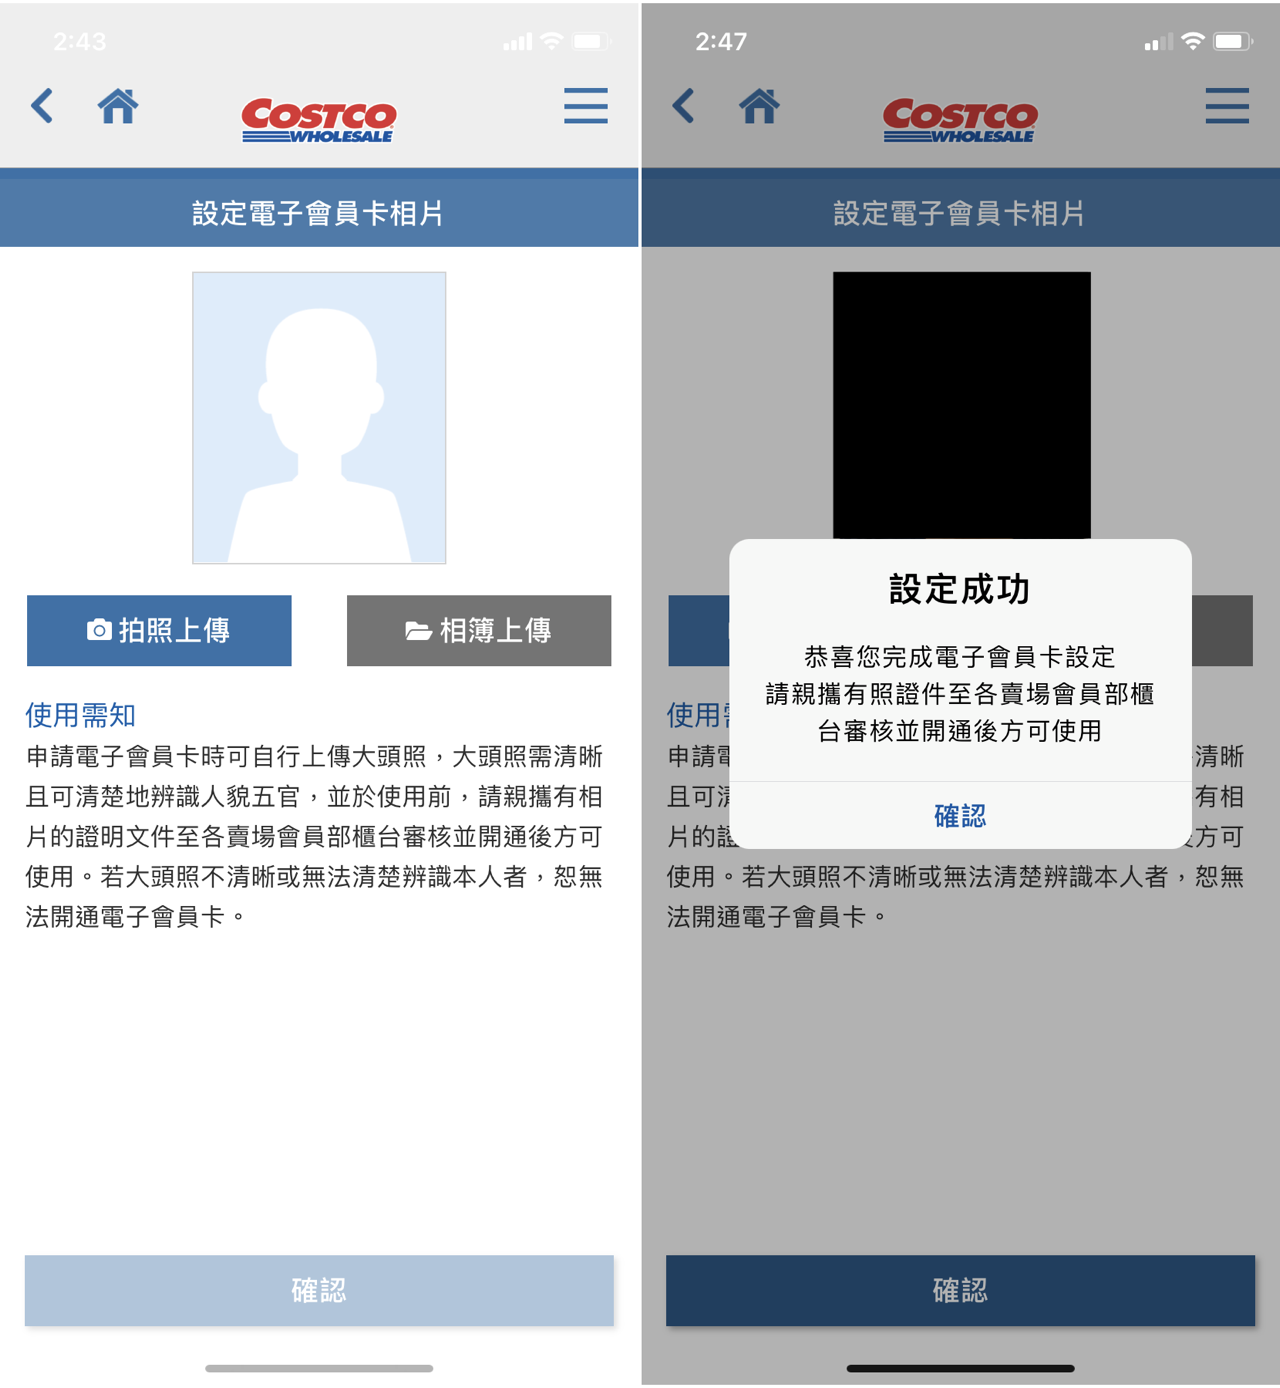 2:43
COSTCO
WHOLESALE
設定電子會員卡相片
拍照上傳
相簿上傳
使用需知
申請電子會員卡時可自行上傳大頭照，大頭照需清晰
且可清楚地辨識人貌五官，並於使用前，請親攜有相
片的證明文件至各賣場會員部櫃台審核並開通後方可
使用。若大頭照不清晰或無法清楚辨識本人者，恕無
法開通電子會員卡。
確認
2:47
COSTCO
WHOLESALE
設定電子會員卡相片
設定成功
恭喜您完成電子會員卡設定
請親攜有照證件至各賣場會員部櫃
台審核並開通後方可使用
確認
使用
申請 清晰
且可 有相
片的 方可
使用。若大頭照不清晰或無法清楚辨識本人者，恕無
法開通電子會員卡。
確認